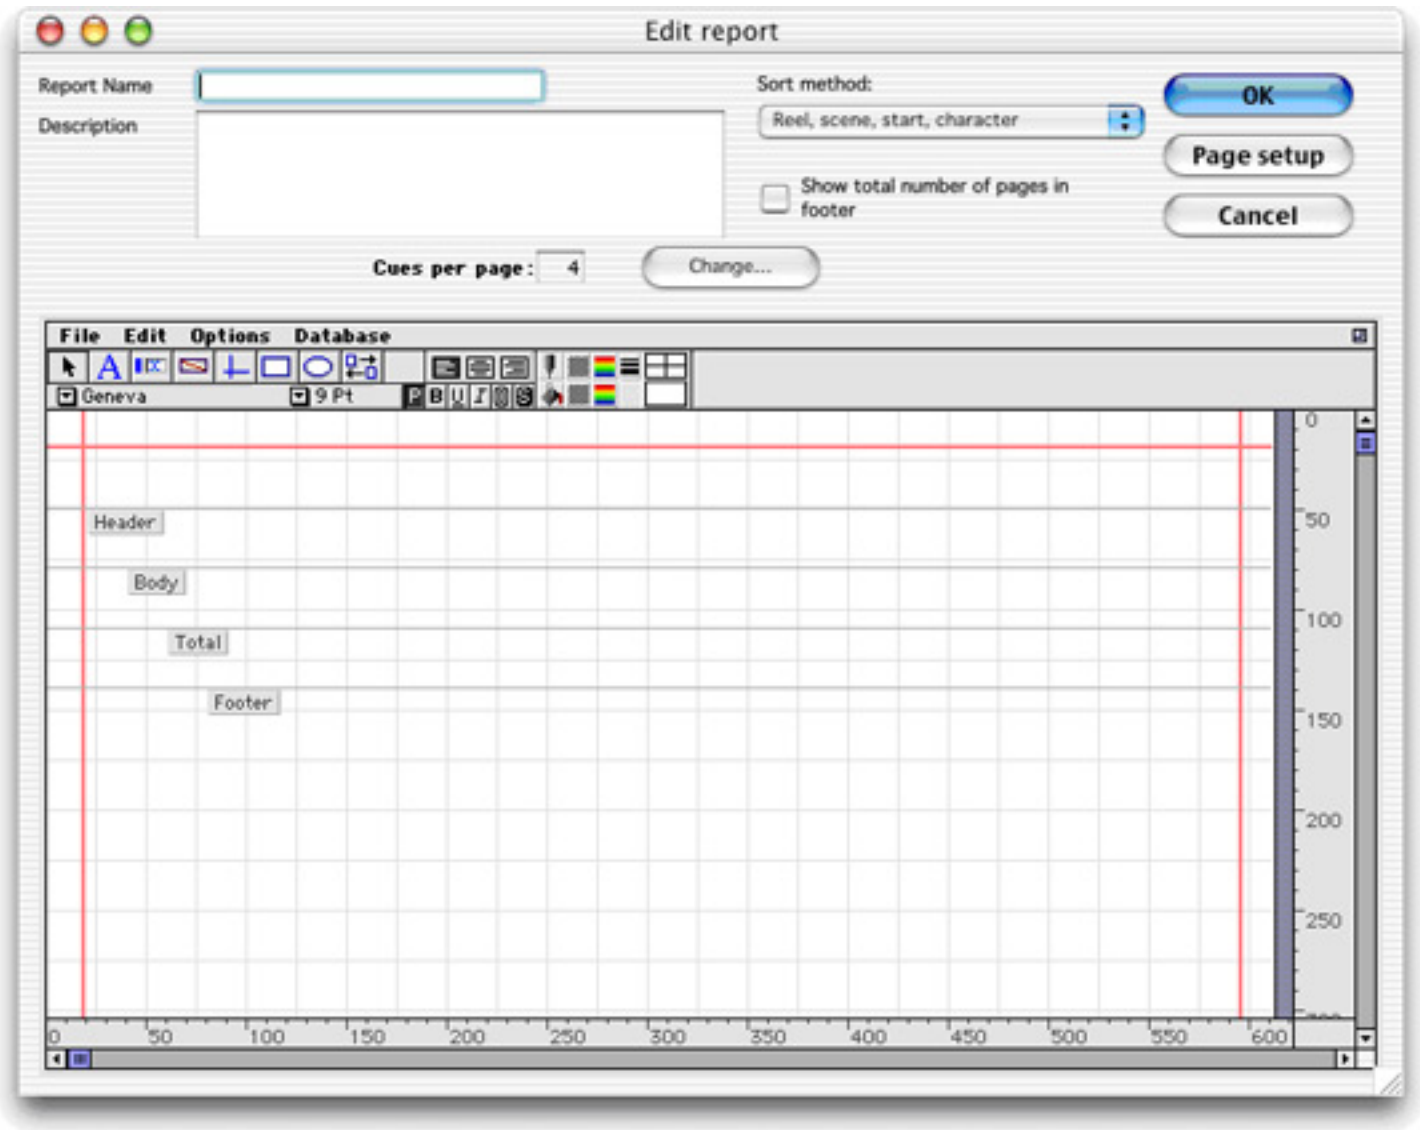 Edit report
Report Name
Sort method:
OK
Reel, scene, start, character
Description
Page setup
Show total number of pages in
footer
Cancel
Cues per page: 4
Change...
File Edit Options Database
A
Geneva 9 Pt P B U I O S
0
Header
50
Body
100
Total
Footer
150
200
250
0 50 100 150 200 250 300 350 400 450 500 550 600